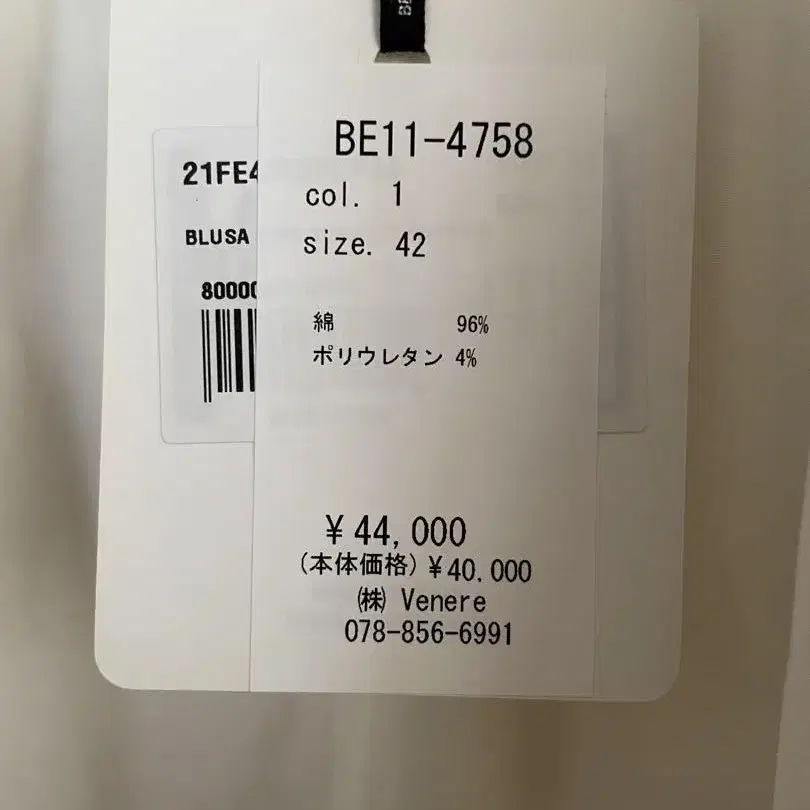 BE11-4758
21FE4
col. 1
BLUSA
size. 42
80000
綿 96%
ポリウレタン 4%
¥44,000
(本体価格)¥40,000
㈱ Venere
078-856-6991